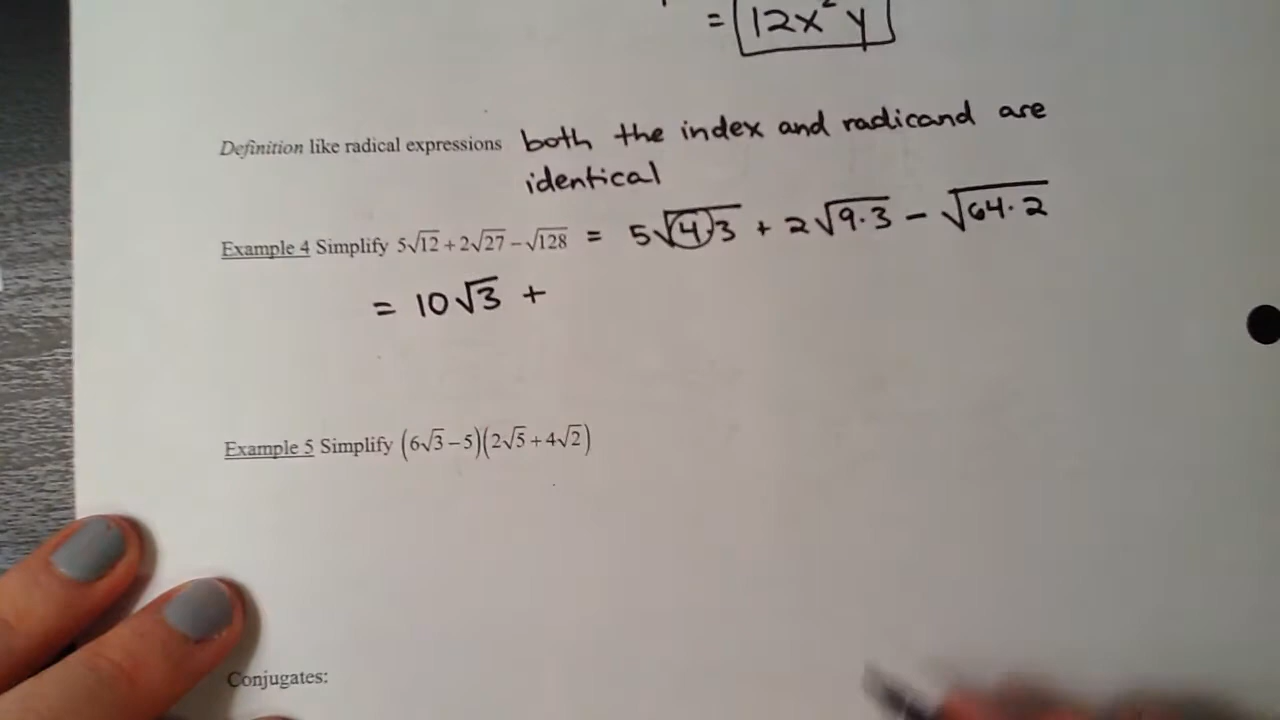 = 12x²y
Definition like radical expressions both the index and radicand are
identical
Example 4 Simplify 5√12 + 2√27 − √128 = 5√4·3 + 2√9·3 − √64·2
= 10√3 +
Example 5 Simplify (6√3 − 5)(2√5 + 4√2)
Conjugates: